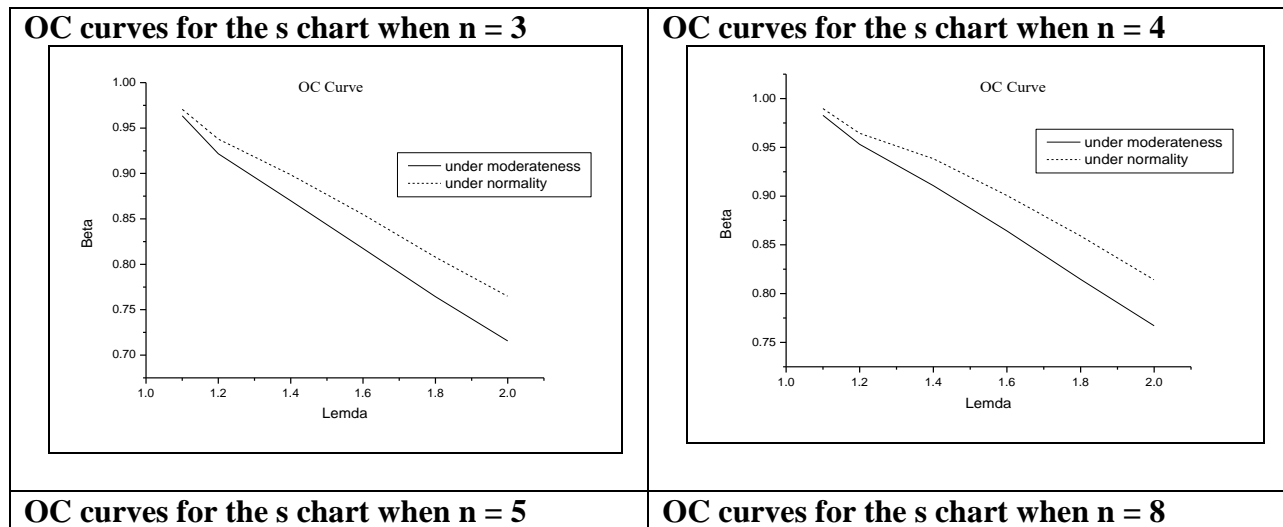 OC curves for the s chart when n = 3
OC Curve
1.00
0.95
0.90
0.85
0.80
0.75
0.70
Beta
under moderateness
under normality
1.0 1.2 1.4 1.6 1.8 2.0
Lemda
OC curves for the s chart when n = 4
OC Curve
1.00
0.95
0.90
0.85
0.80
0.75
Beta
under moderateness
under normality
1.0 1.2 1.4 1.6 1.8 2.0
Lemda
OC curves for the s chart when n = 5
OC curves for the s chart when n = 8